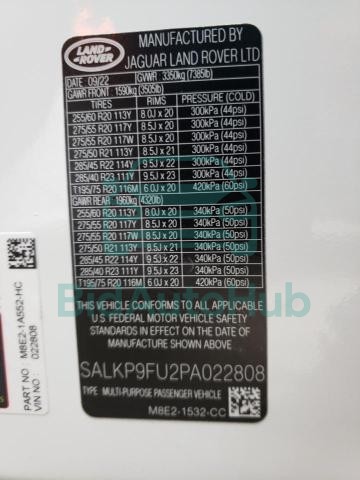 LAND
ROVER
MANUFACTURED BY
JAGUAR LAND ROVER LTD
DATE 09/22 GVWR 3350kg (7385lb)
GAWR FRONT 1590kg (3505lb)
TIRES RIMS PRESSURE (COLD)
255/60 R20 113Y 8.0J x 20 300kPa (44psi)
275/55 R20 117Y 8.5J x 20 300kPa (44psi)
275/55 R20 117W 8.5J x 20 300kPa (44psi)
275/50 R21 113Y 8.5J x 21 300kPa (44psi)
285/45 R22 114Y 9.5J x 22 300kPa (44psi)
285/40 R23 111Y 9.5J x 23 300kPa (44psi)
T195/75 R20 116M 6.0J x 20 420kPa (60psi)
GAWR REAR 1960kg (4320lb)
255/60 R20 113Y 8.0J x 20 340kPa (50psi)
275/55 R20 117Y 8.5J x 20 340kPa (50psi)
275/55 R20 117W 8.5J x 20 340kPa (50psi)
275/50 R21 113Y 8.5J x 21 340kPa (50psi)
285/45 R22 114Y 9.5J x 22 340kPa (50psi)
285/40 R23 111Y 9.5J x 23 340kPa (50psi)
T195/75 R20 116M 6.0J x 20 420kPa (60psi)
THIS VEHICLE CONFORMS TO ALL APPLICABLE
U.S. FEDERAL MOTOR VEHICLE SAFETY
STANDARDS IN EFFECT ON THE DATE OF
MANUFACTURE SHOWN ABOVE.
SALKP9FU2PA022808
TYPE: MULTI-PURPOSE PASSENGER VEHICLE
M8E2-1532-CC
PART NO M8E2-1A552-HC
VIN NO 022808